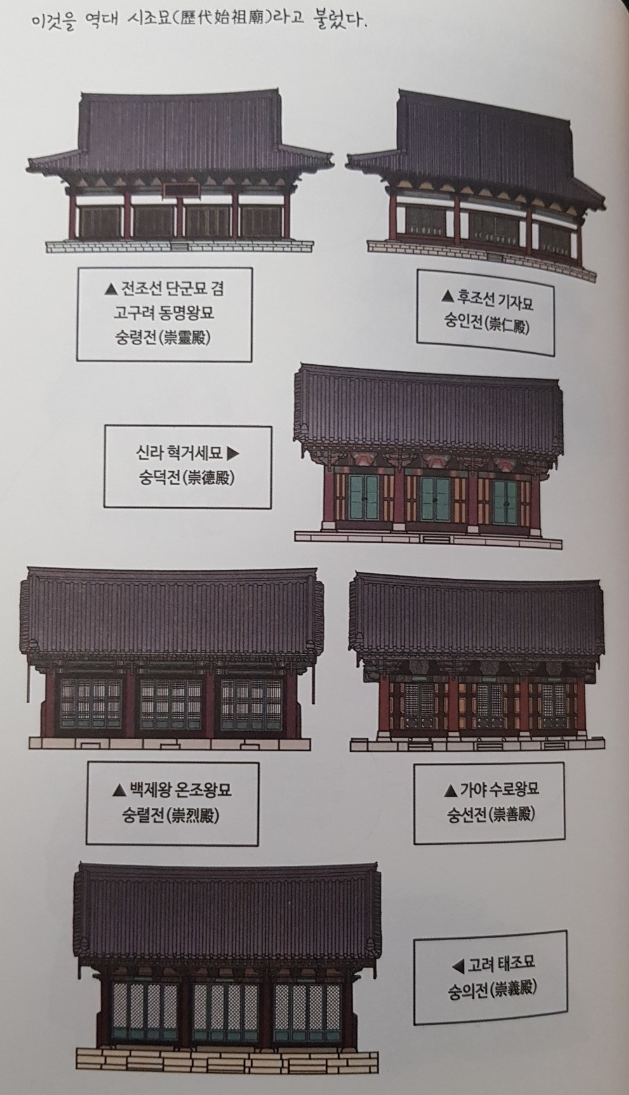 이것을 역대 시조묘(歷代始祖廟)라고 불렀다.
▲ 전조선 단군묘 겸
고구려 동명왕묘
숭령전(崇靈殿)
▲ 후조선 기자묘
숭인전(崇仁殿)
신라 혁거세묘 ▶
숭덕전(崇德殿)
▲ 백제왕 온조왕묘
숭렬전(崇烈殿)
▲ 가야 수로왕묘
숭선전(崇善殿)
◀ 고려 태조묘
숭의전(崇義殿)